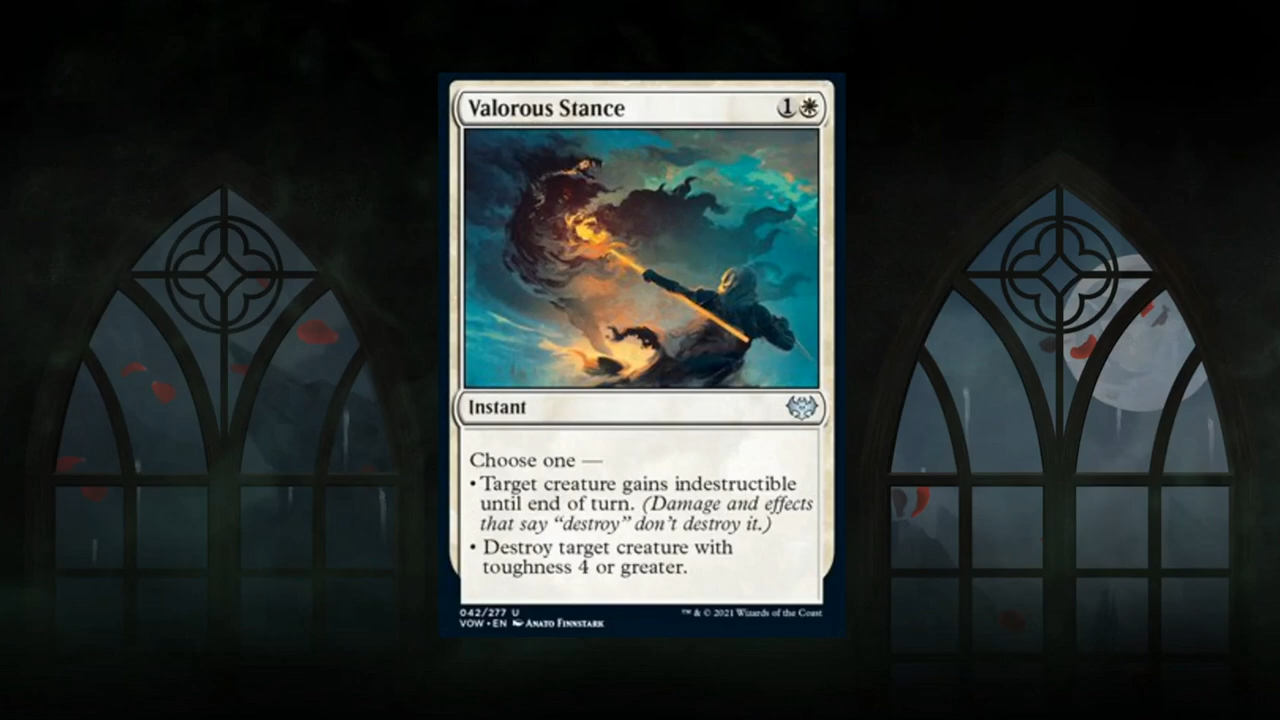 Valorous Stance 1
Instant
Choose one —
• Target creature gains indestructible
until end of turn. (Damage and effects
that say “destroy” don’t destroy it.)
• Destroy target creature with
toughness 4 or greater.
042/277 U
™ & © 2021 Wizards of the Coast
VOW • EN Anato Finnstark